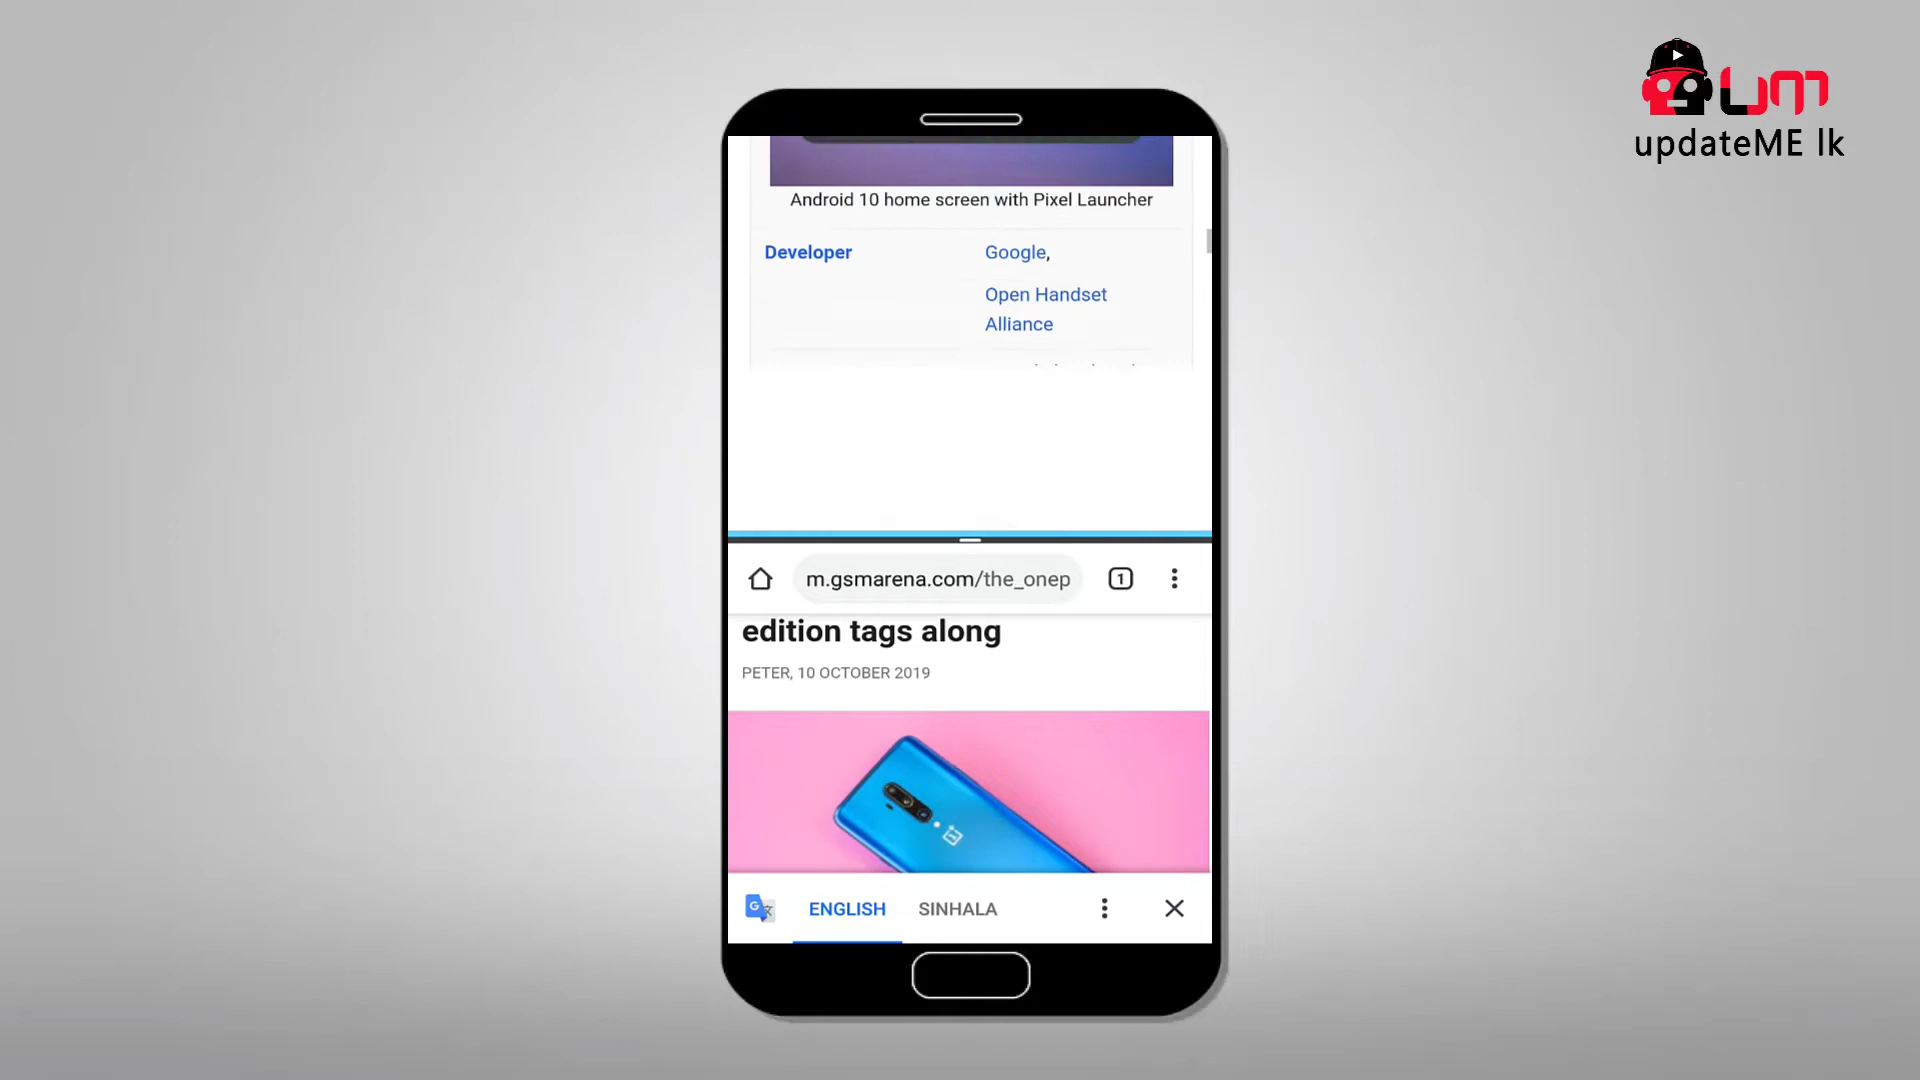 updateME lk
Android 10 home screen with Pixel Launcher
Developer
Google,
Open Handset
Alliance
m.gsmarena.com/the_onep
1
edition tags along
PETER, 10 OCTOBER 2019
ENGLISH
SINHALA